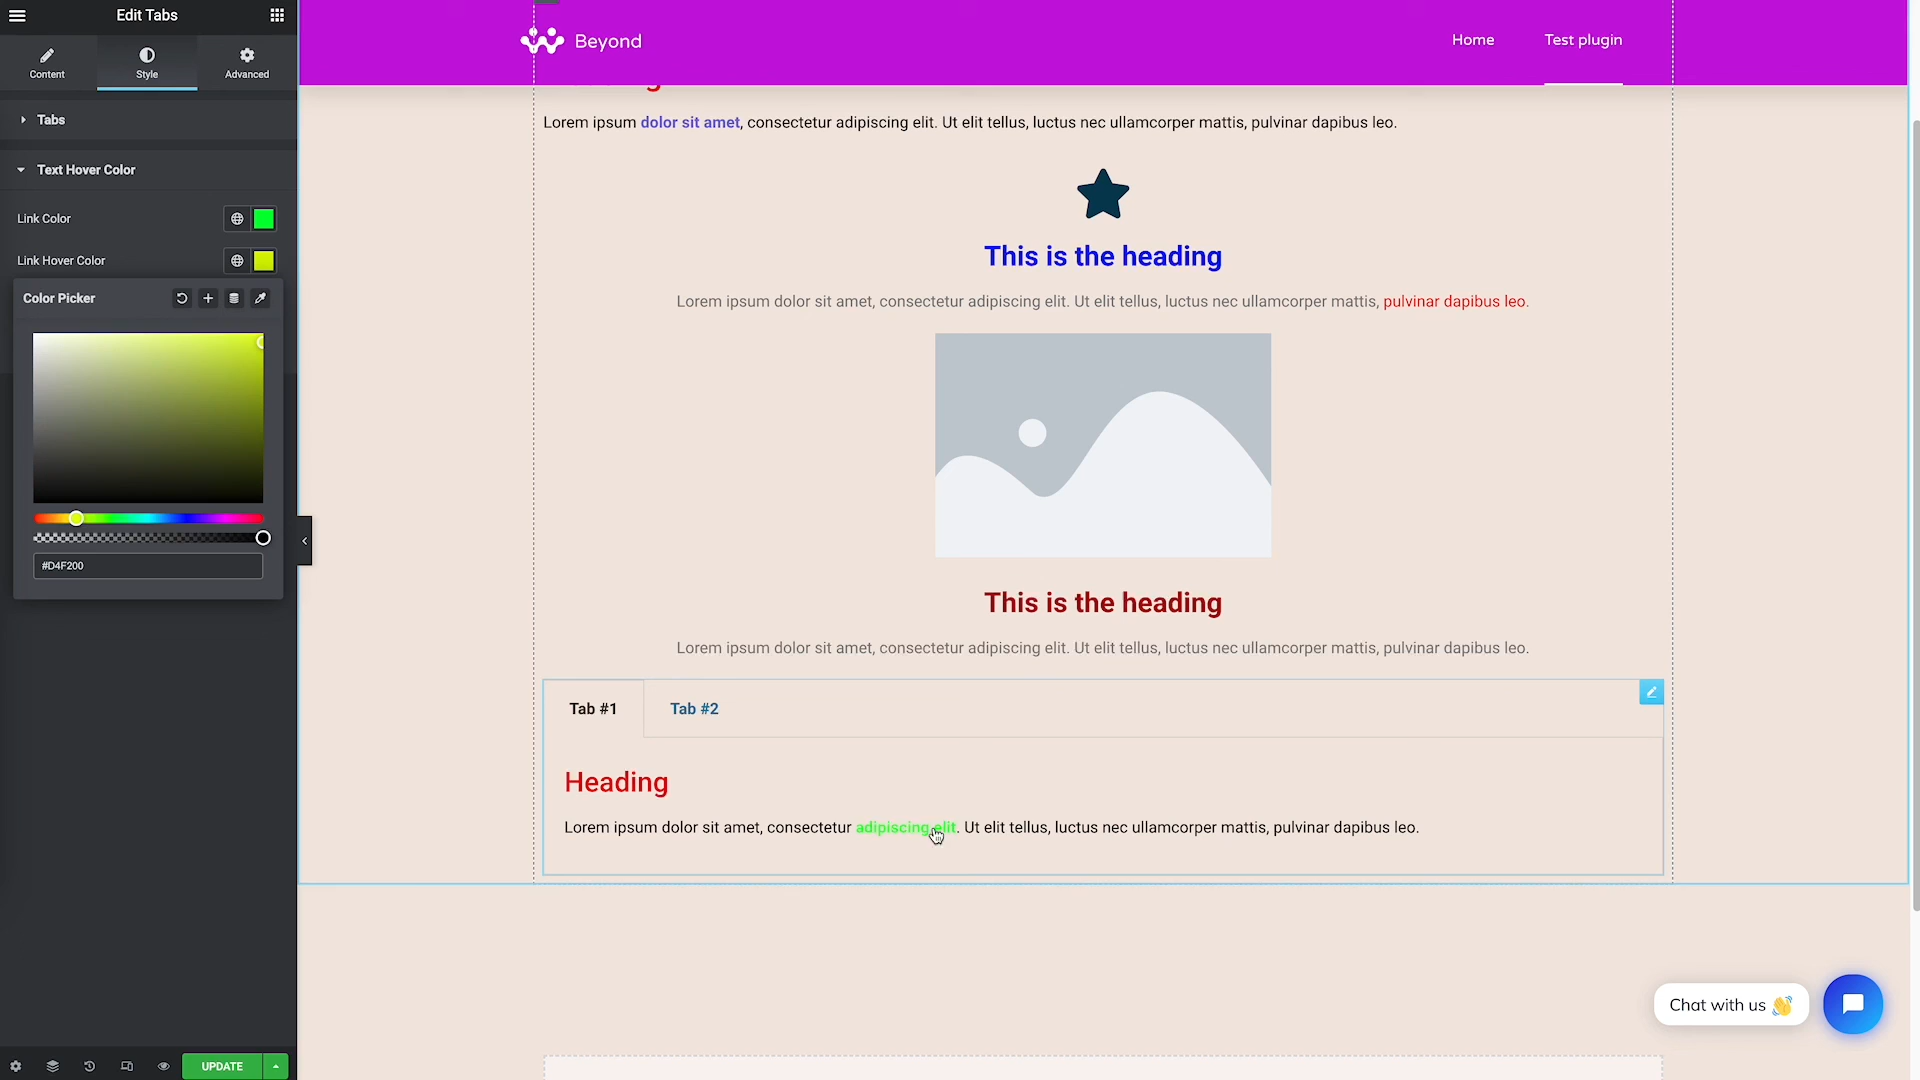 Edit Tabs
Content
Style
Advanced
Tabs
Text Hover Color
Link Color
Link Hover Color
Color Picker
#D4F200
UPDATE
Beyond
Home
Test plugin
Lorem ipsum dolor sit amet, consectetur adipiscing elit. Ut elit tellus, luctus nec ullamcorper mattis, pulvinar dapibus leo.
This is the heading
Lorem ipsum dolor sit amet, consectetur adipiscing elit. Ut elit tellus, luctus nec ullamcorper mattis, pulvinar dapibus leo.
This is the heading
Lorem ipsum dolor sit amet, consectetur adipiscing elit. Ut elit tellus, luctus nec ullamcorper mattis, pulvinar dapibus leo.
Tab #1
Tab #2
Heading
Lorem ipsum dolor sit amet, consectetur adipiscing elit. Ut elit tellus, luctus nec ullamcorper mattis, pulvinar dapibus leo.
Chat with us 👋